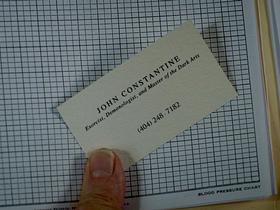 JOHN CONSTANTINE
Exorcist, Demonologist, and Master of the Dark Arts
(404) 248 7182
BLOOD PRESSURE CHART